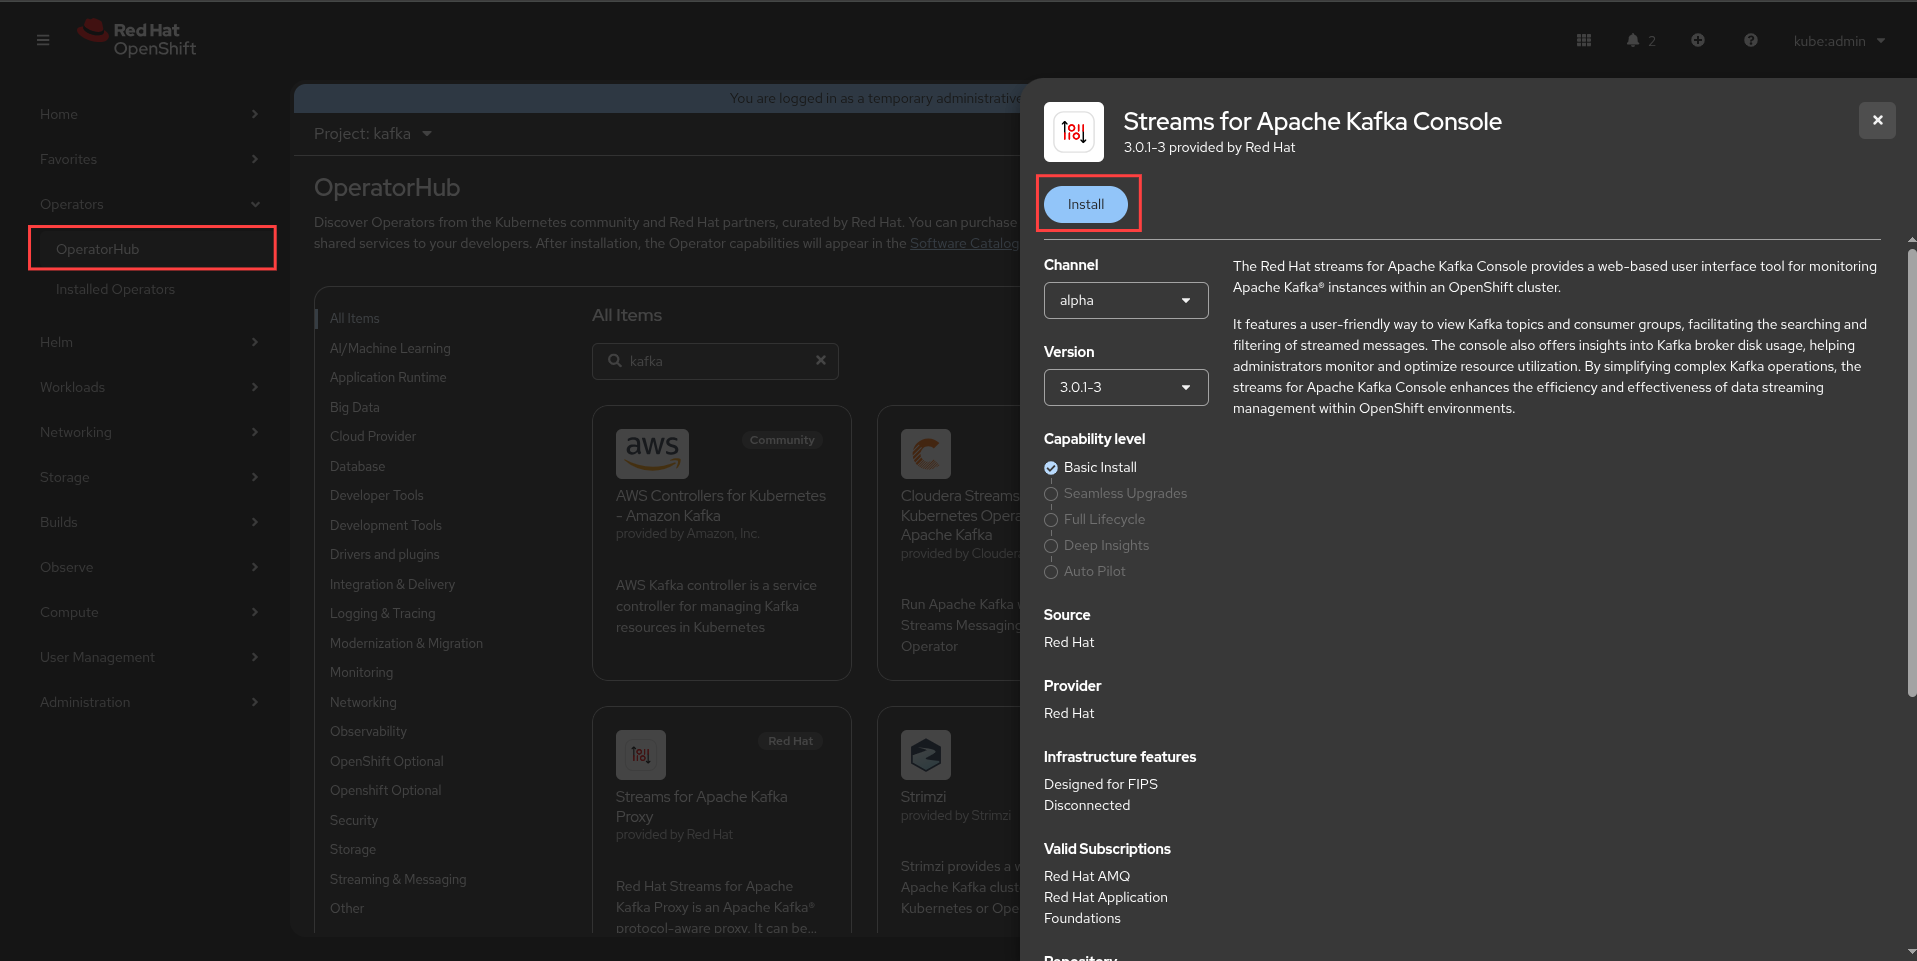 Red Hat
OpenShift
2
kube:admin
Home
Favorites
Operators
OperatorHub
Installed Operators
Helm
Workloads
Networking
Storage
Builds
Observe
Compute
User Management
Administration
You are logged in as a temporary administrative
Project: kafka
OperatorHub
Discover Operators from the Kubernetes community and Red Hat partners, curated by Red Hat. You can purchase
shared services to your developers. After installation, the Operator capabilities will appear in the Software Catalog
All Items
AI/Machine Learning
Application Runtime
Big Data
Cloud Provider
Database
Developer Tools
Development Tools
Drivers and plugins
Integration & Delivery
Logging & Tracing
Modernization & Migration
Monitoring
Networking
Observability
OpenShift Optional
Openshift Optional
Security
Storage
Streaming & Messaging
Other
All Items
kafka
aws
Community
AWS Controllers for Kubernetes
- Amazon Kafka
provided by Amazon, Inc.
AWS Kafka controller is a service
controller for managing Kafka
resources in Kubernetes
Cloudera Streams
Kubernetes Opera
Apache Kafka
provided by Cloudera
Run Apache Kafka w
Streams Messaging
Operator
Red Hat
Streams for Apache Kafka
Proxy
provided by Red Hat
Red Hat Streams for Apache
Kafka Proxy is an Apache Kafka®
protocol-aware proxy. It can be...
Strimzi
provided by Strimzi
Strimzi provides a w
Apache Kafka clust
Kubernetes or Ope
Streams for Apache Kafka Console
3.0.1-3 provided by Red Hat
Install
Channel
alpha
Version
3.0.1-3
Capability level
Basic Install
Seamless Upgrades
Full Lifecycle
Deep Insights
Auto Pilot
Source
Red Hat
Provider
Red Hat
Infrastructure features
Designed for FIPS
Disconnected
Valid Subscriptions
Red Hat AMQ
Red Hat Application
Foundations
Repository
The Red Hat streams for Apache Kafka Console provides a web-based user interface tool for monitoring
Apache Kafka® instances within an OpenShift cluster.
It features a user-friendly way to view Kafka topics and consumer groups, facilitating the searching and
filtering of streamed messages. The console also offers insights into Kafka broker disk usage, helping
administrators monitor and optimize resource utilization. By simplifying complex Kafka operations, the
streams for Apache Kafka Console enhances the efficiency and effectiveness of data streaming
management within OpenShift environments.